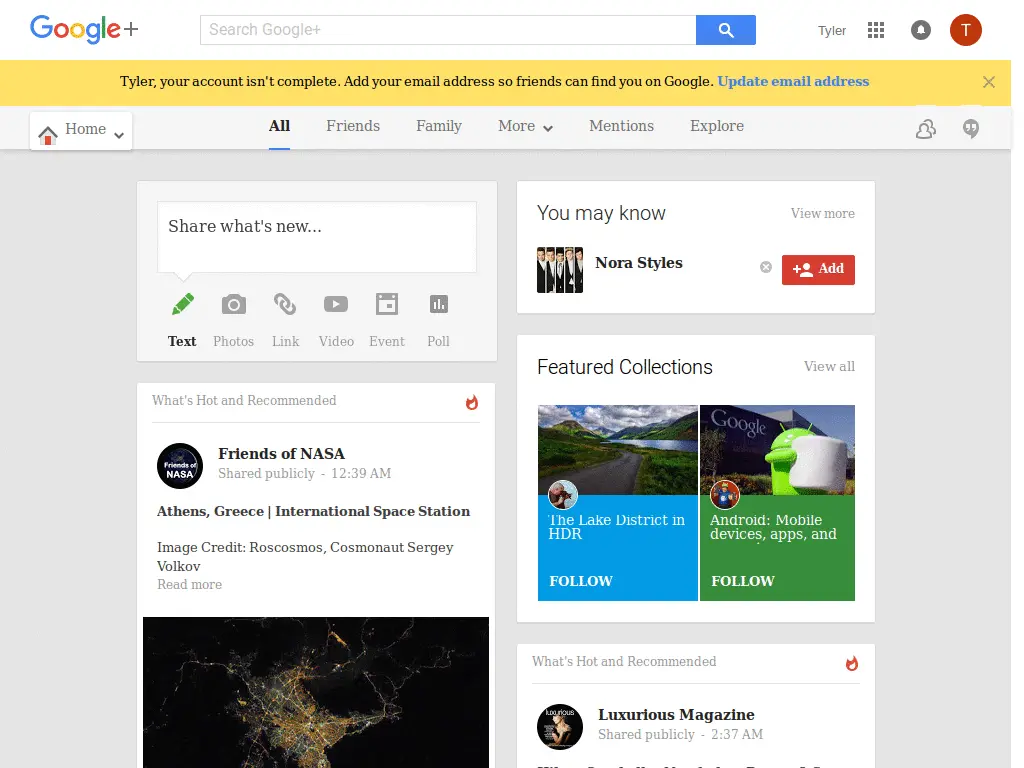 Google+
Search Google+
Tyler
T
Tyler, your account isn't complete. Add your email address so friends can find you on Google. Update email address
Home
All
Friends
Family
More
Mentions
Explore
Share what's new...
Text
Photos
Link
Video
Event
Poll
What's Hot and Recommended
Friends of NASA
Friends of NASA
Shared publicly - 12:39 AM
Athens, Greece | International Space Station
Image Credit: Roscosmos, Cosmonaut Sergey
Volkov
Read more
You may know
View more
Nora Styles
Add
Featured Collections
View all
Google
The Lake District in
HDR
FOLLOW
Android: Mobile
devices, apps, and
FOLLOW
What's Hot and Recommended
LUXURIOUS
Luxurious Magazine
Shared publicly - 2:37 AM